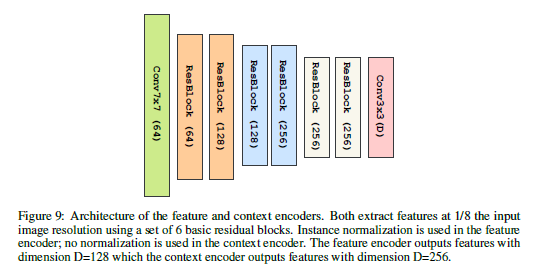 Conv7x7 (64)
ResBlock (64)
ResBlock (128)
ResBlock (128)
ResBlock (256)
ResBlock (256)
ResBlock (256)
Conv3x3(D)
Figure 9: Architecture of the feature and context encoders. Both extract features at 1/8 the input
image resolution using a set of 6 basic residual blocks. Instance normalization is used in the feature
encoder; no normalization is used in the context encoder. The feature encoder outputs features with
dimension D=128 which the context encoder outputs features with dimension D=256.